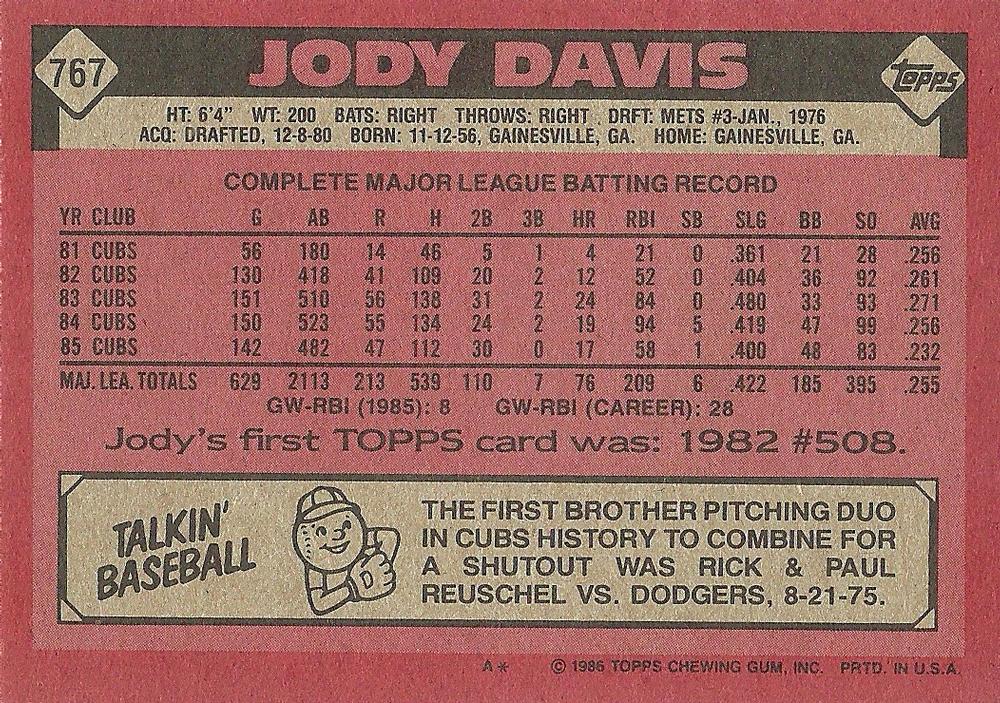 767 JODY DAVIS topps
HT: 6'4" WT: 200 BATS: RIGHT THROWS: RIGHT DRFT: METS #3-JAN., 1976
ACQ: DRAFTED, 12-8-80 BORN: 11-12-56, GAINESVILLE, GA. HOME: GAINESVILLE, GA.
COMPLETE MAJOR LEAGUE BATTING RECORD
YR CLUB G AB R H 2B 3B HR RBI SB SLG BB SO AVG
81 CUBS 56 180 14 46 5 1 4 21 0 .361 21 28 .256
82 CUBS 130 418 41 109 20 2 12 52 0 .404 36 92 .261
83 CUBS 151 510 56 138 31 2 24 84 0 .480 33 93 .271
84 CUBS 150 523 55 134 24 2 19 94 5 .419 47 99 .256
85 CUBS 142 482 47 112 30 0 17 58 1 .400 48 83 .232
MAJ. LEA. TOTALS 629 2113 213 539 110 7 76 209 6 .422 185 395 .255
GW-RBI (1985): 8 GW-RBI (CAREER): 28
Jody's first TOPPS card was: 1982 #508.
TALKIN'
BASEBALL
D
THE FIRST BROTHER PITCHING DUO
IN CUBS HISTORY TO COMBINE FOR
A SHUTOUT WAS RICK & PAUL
REUSCHEL VS. DODGERS, 8-21-75.
A* © 1986 TOPPS CHEWING GUM, INC. PRTD. IN U.S.A.